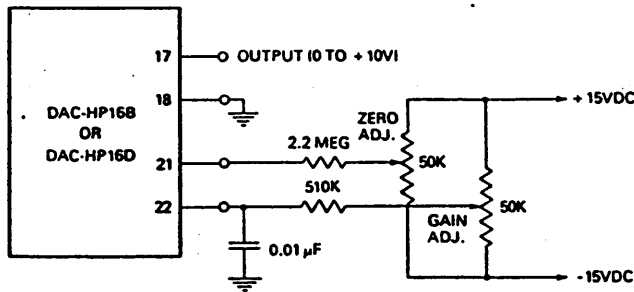 17
OUTPUT (0 TO + 10V)
18
DAC-HP16B
OR
DAC-HP16D
+ 15VDC
ZERO
ADJ.
2.2 MEG
21
50K
510K
22
GAIN
ADJ.
50K
0.01 µF
- 15VDC